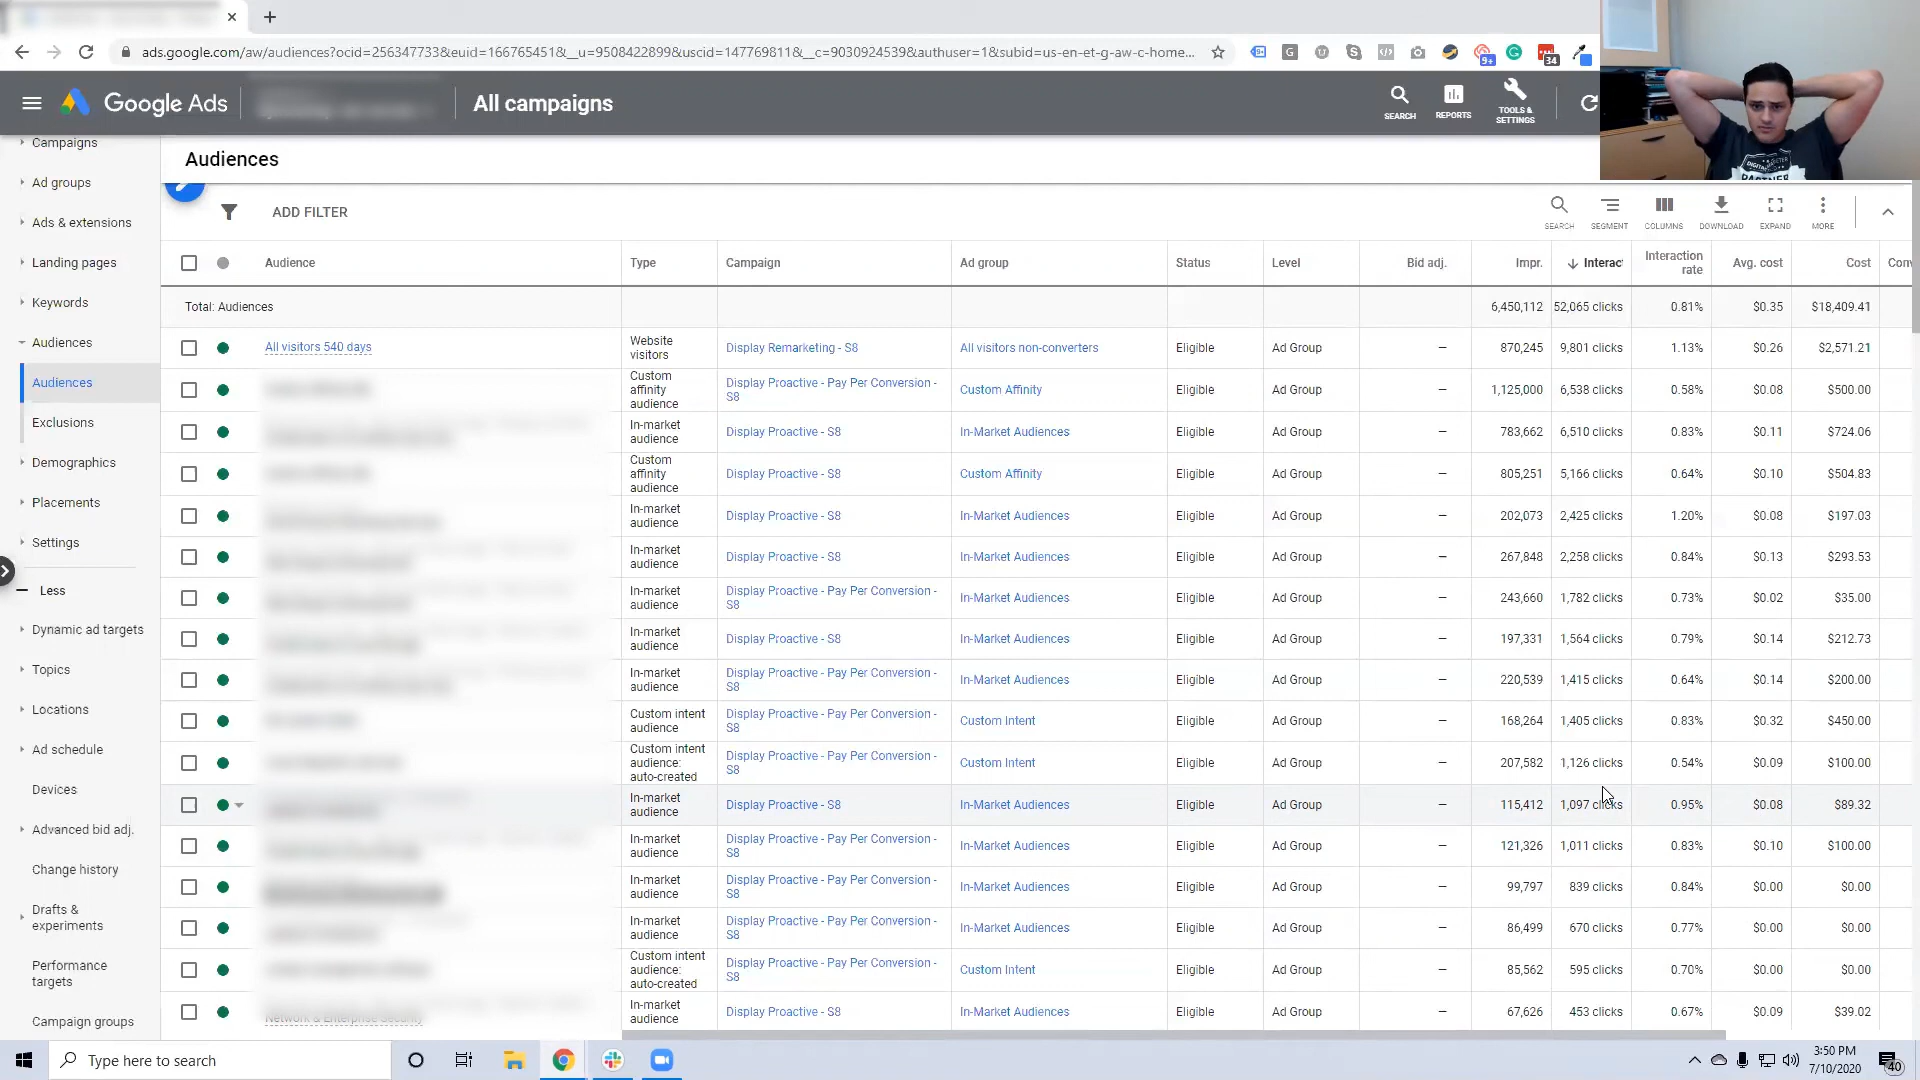 ads.google.com/aw/audiences?ocid=256347733&euid=166765451&__u=9508422899&uscid=147769811&__c=9030924539&authuser=1&subid=us-en-et-g-aw-c-home...
9+
34
Google Ads
All campaigns
SEARCH
REPORTS
TOOLS &
SETTINGS
DIGITAL
PARTNER
Campaigns
Ad groups
Ads & extensions
Landing pages
Keywords
Audiences
Audiences
Exclusions
Demographics
Placements
Settings
Less
Dynamic ad targets
Topics
Locations
Ad schedule
Devices
Advanced bid adj.
Change history
Drafts &
experiments
Performance
targets
Campaign groups
Audiences
ADD FILTER
SEARCH SEGMENT COLUMNS DOWNLOAD EXPAND MORE
Audience Type Campaign Ad group Status Level Bid adj. Impr. Interac Interaction rate Avg. cost Cost Conv
Total: Audiences 6,450,112 52,065 clicks 0.81% $0.35 $18,409.41
All visitors 540 days Website visitors Display Remarketing - S8 All visitors non-converters Eligible Ad Group — 870,245 9,801 clicks 1.13% $0.26 $2,571.21
Custom affinity audience Display Proactive - Pay Per Conversion - S8 Custom Affinity Eligible Ad Group — 1,125,000 6,538 clicks 0.58% $0.08 $500.00
In-market audience Display Proactive - S8 In-Market Audiences Eligible Ad Group — 783,662 6,510 clicks 0.83% $0.11 $724.06
Custom affinity audience Display Proactive - S8 Custom Affinity Eligible Ad Group — 805,251 5,166 clicks 0.64% $0.10 $504.83
In-market audience Display Proactive - S8 In-Market Audiences Eligible Ad Group — 202,073 2,425 clicks 1.20% $0.08 $197.03
In-market audience Display Proactive - S8 In-Market Audiences Eligible Ad Group — 267,848 2,258 clicks 0.84% $0.13 $293.53
In-market audience Display Proactive - Pay Per Conversion - S8 In-Market Audiences Eligible Ad Group — 243,660 1,782 clicks 0.73% $0.02 $35.00
In-market audience Display Proactive - S8 In-Market Audiences Eligible Ad Group — 197,331 1,564 clicks 0.79% $0.14 $212.73
In-market audience Display Proactive - Pay Per Conversion - S8 In-Market Audiences Eligible Ad Group — 220,539 1,415 clicks 0.64% $0.14 $200.00
Custom intent audience Display Proactive - Pay Per Conversion - S8 Custom Intent Eligible Ad Group — 168,264 1,405 clicks 0.83% $0.32 $450.00
Custom intent audience: auto-created Display Proactive - Pay Per Conversion - S8 Custom Intent Eligible Ad Group — 207,582 1,126 clicks 0.54% $0.09 $100.00
In-market audience Display Proactive - S8 In-Market Audiences Eligible Ad Group — 115,412 1,097 clicks 0.95% $0.08 $89.32
In-market audience Display Proactive - Pay Per Conversion - S8 In-Market Audiences Eligible Ad Group — 121,326 1,011 clicks 0.83% $0.10 $100.00
In-market audience Display Proactive - Pay Per Conversion - S8 In-Market Audiences Eligible Ad Group — 99,797 839 clicks 0.84% $0.00 $0.00
In-market audience Display Proactive - Pay Per Conversion - S8 In-Market Audiences Eligible Ad Group — 86,499 670 clicks 0.77% $0.00 $0.00
Custom intent audience: auto-created Display Proactive - Pay Per Conversion - S8 Custom Intent Eligible Ad Group — 85,562 595 clicks 0.70% $0.00 $0.00
Network & Enterprise Security In-market audience Display Proactive - S8 In-Market Audiences Eligible Ad Group — 67,626 453 clicks 0.67% $0.09 $39.02
Type here to search
3:50 PM
7/10/2020
40